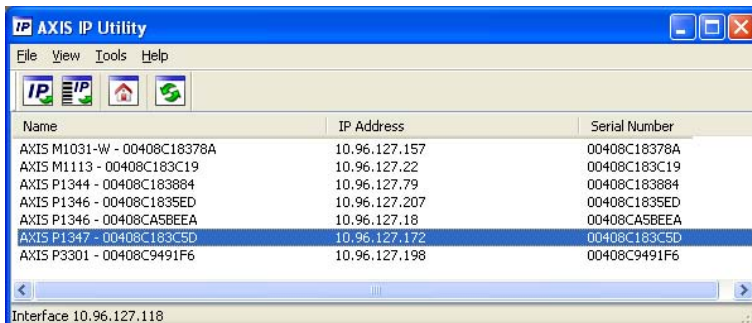 IP AXIS IP Utility
File View Tools Help
IP IP
Name IP Address Serial Number
AXIS M1031-W - 00408C18378A 10.96.127.157 00408C18378A
AXIS M1113 - 00408C183C19 10.96.127.22 00408C183C19
AXIS P1344 - 00408C183884 10.96.127.79 00408C183884
AXIS P1346 - 00408C1835ED 10.96.127.207 00408C1835ED
AXIS P1346 - 00408CA5BEEA 10.96.127.18 00408CA5BEEA
AXIS P1347 - 00408C183C5D 10.96.127.172 00408C183C5D
AXIS P3301 - 00408C9491F6 10.96.127.198 00408C9491F6
Interface 10.96.127.118